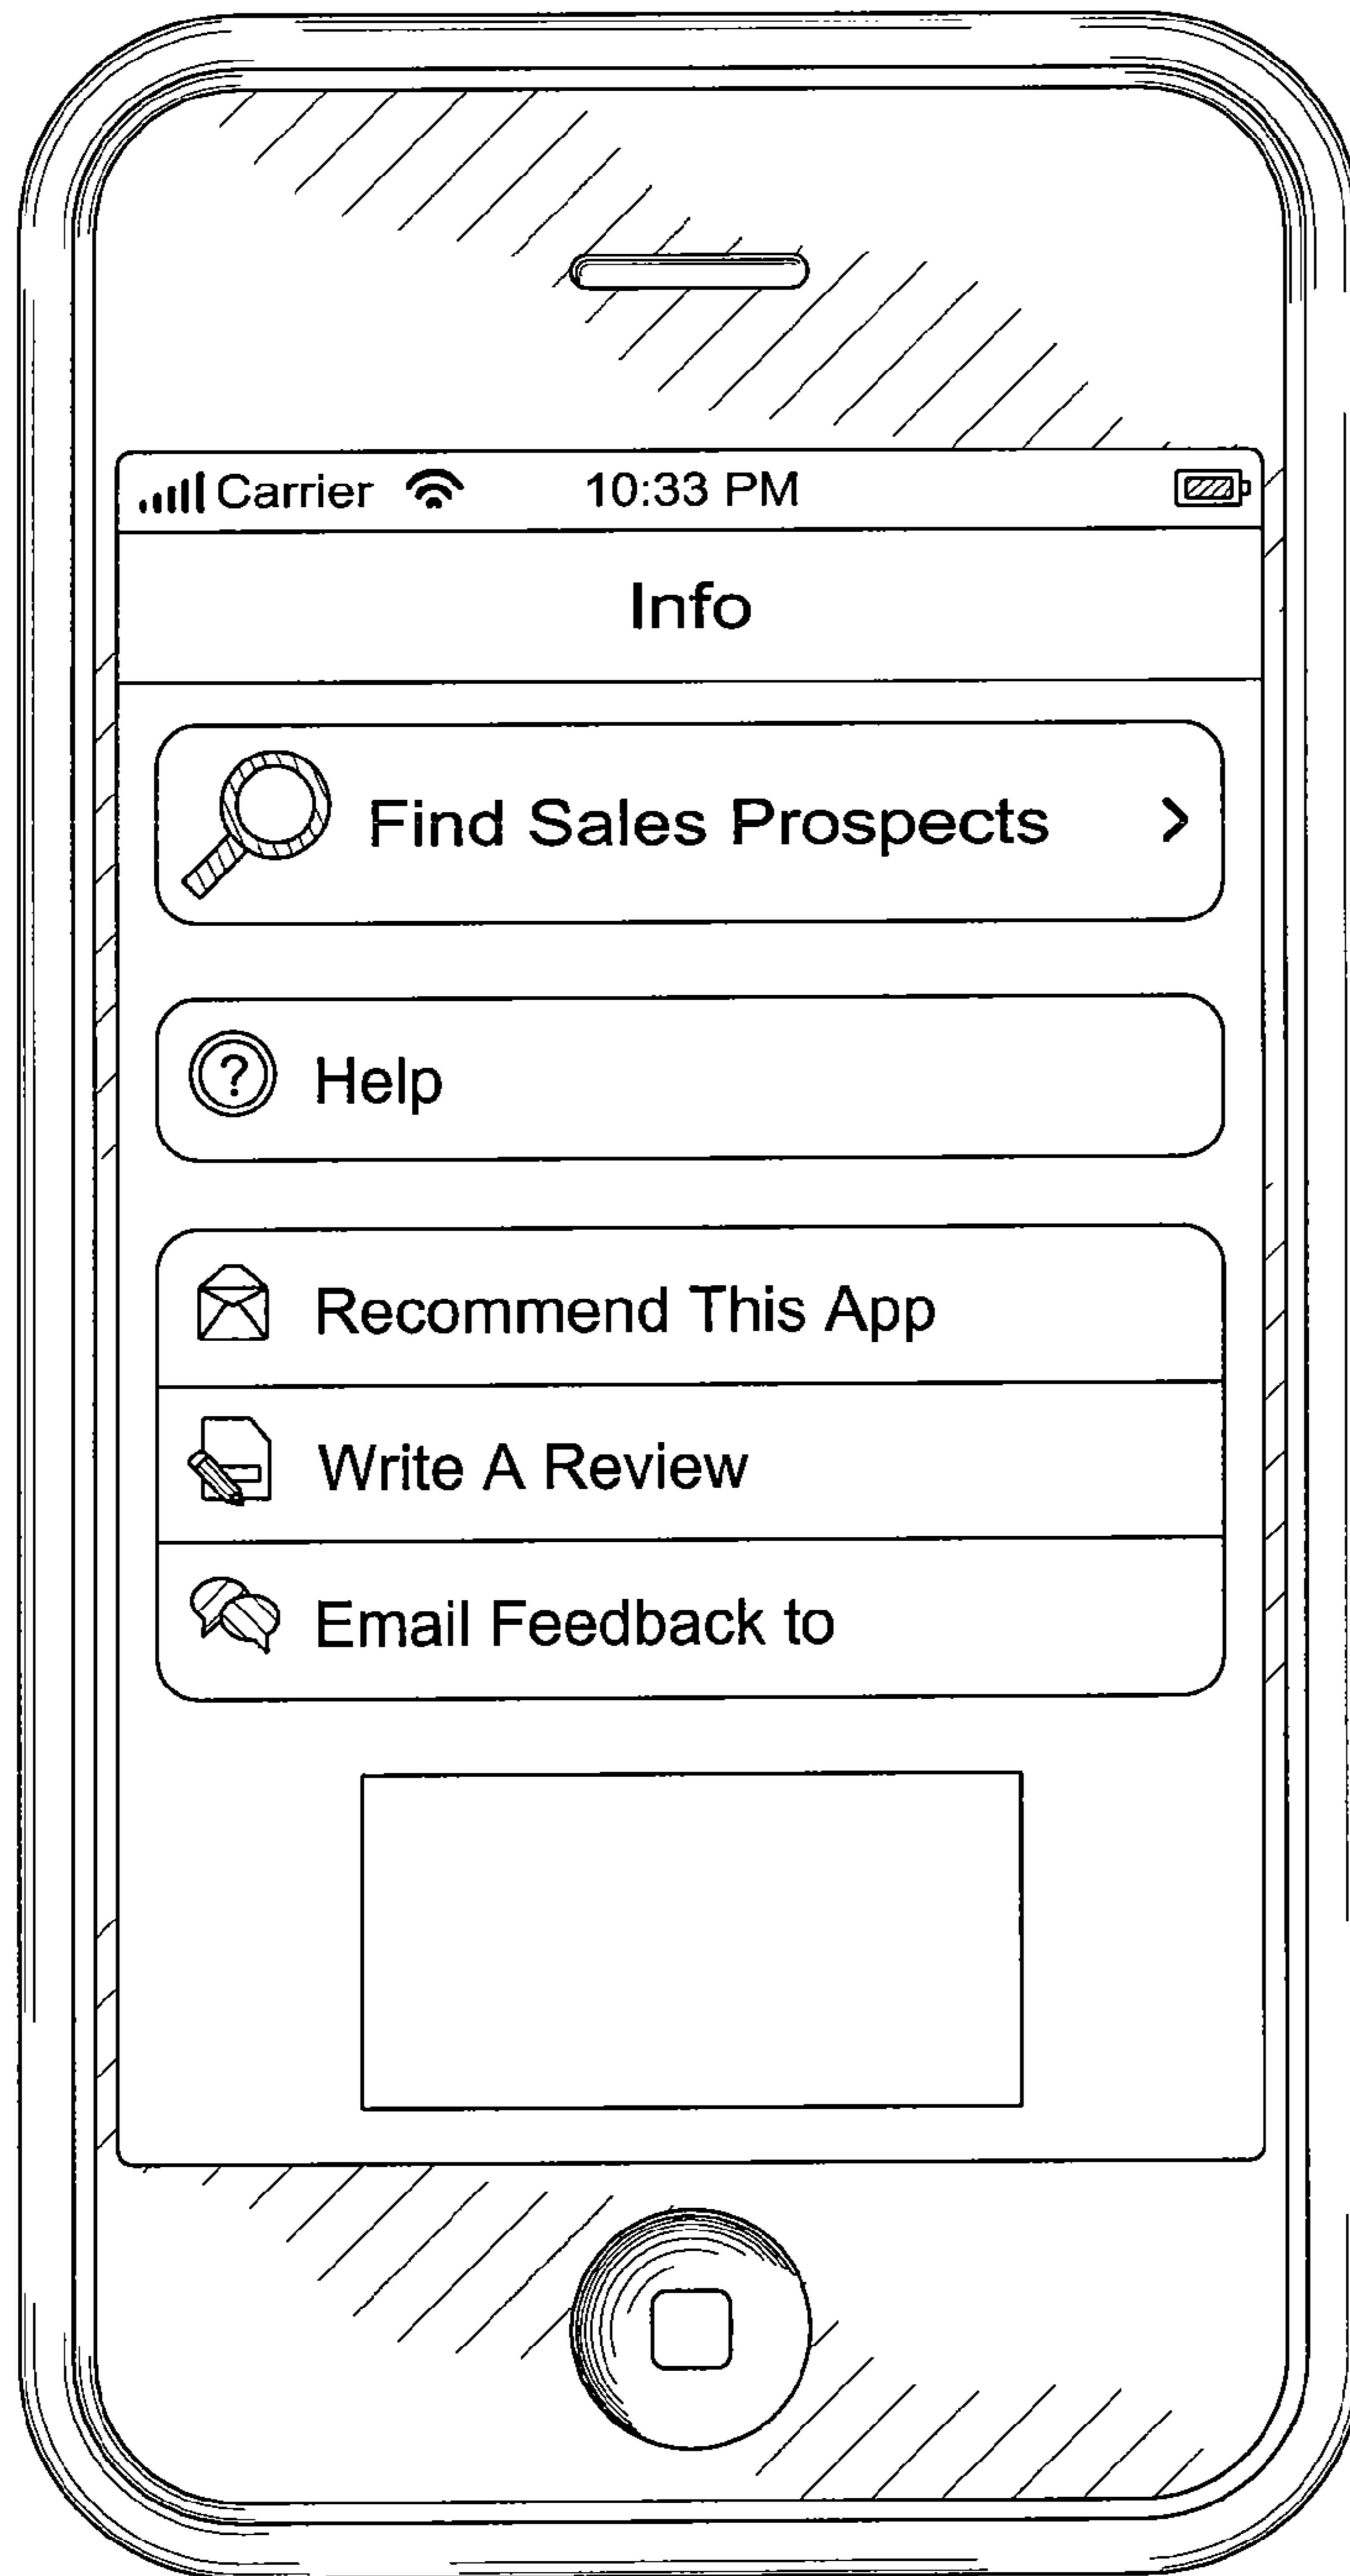 Carrier 10:33 PM
Info
Find Sales Prospects >
? Help
Recommend This App
Write A Review
Email Feedback to